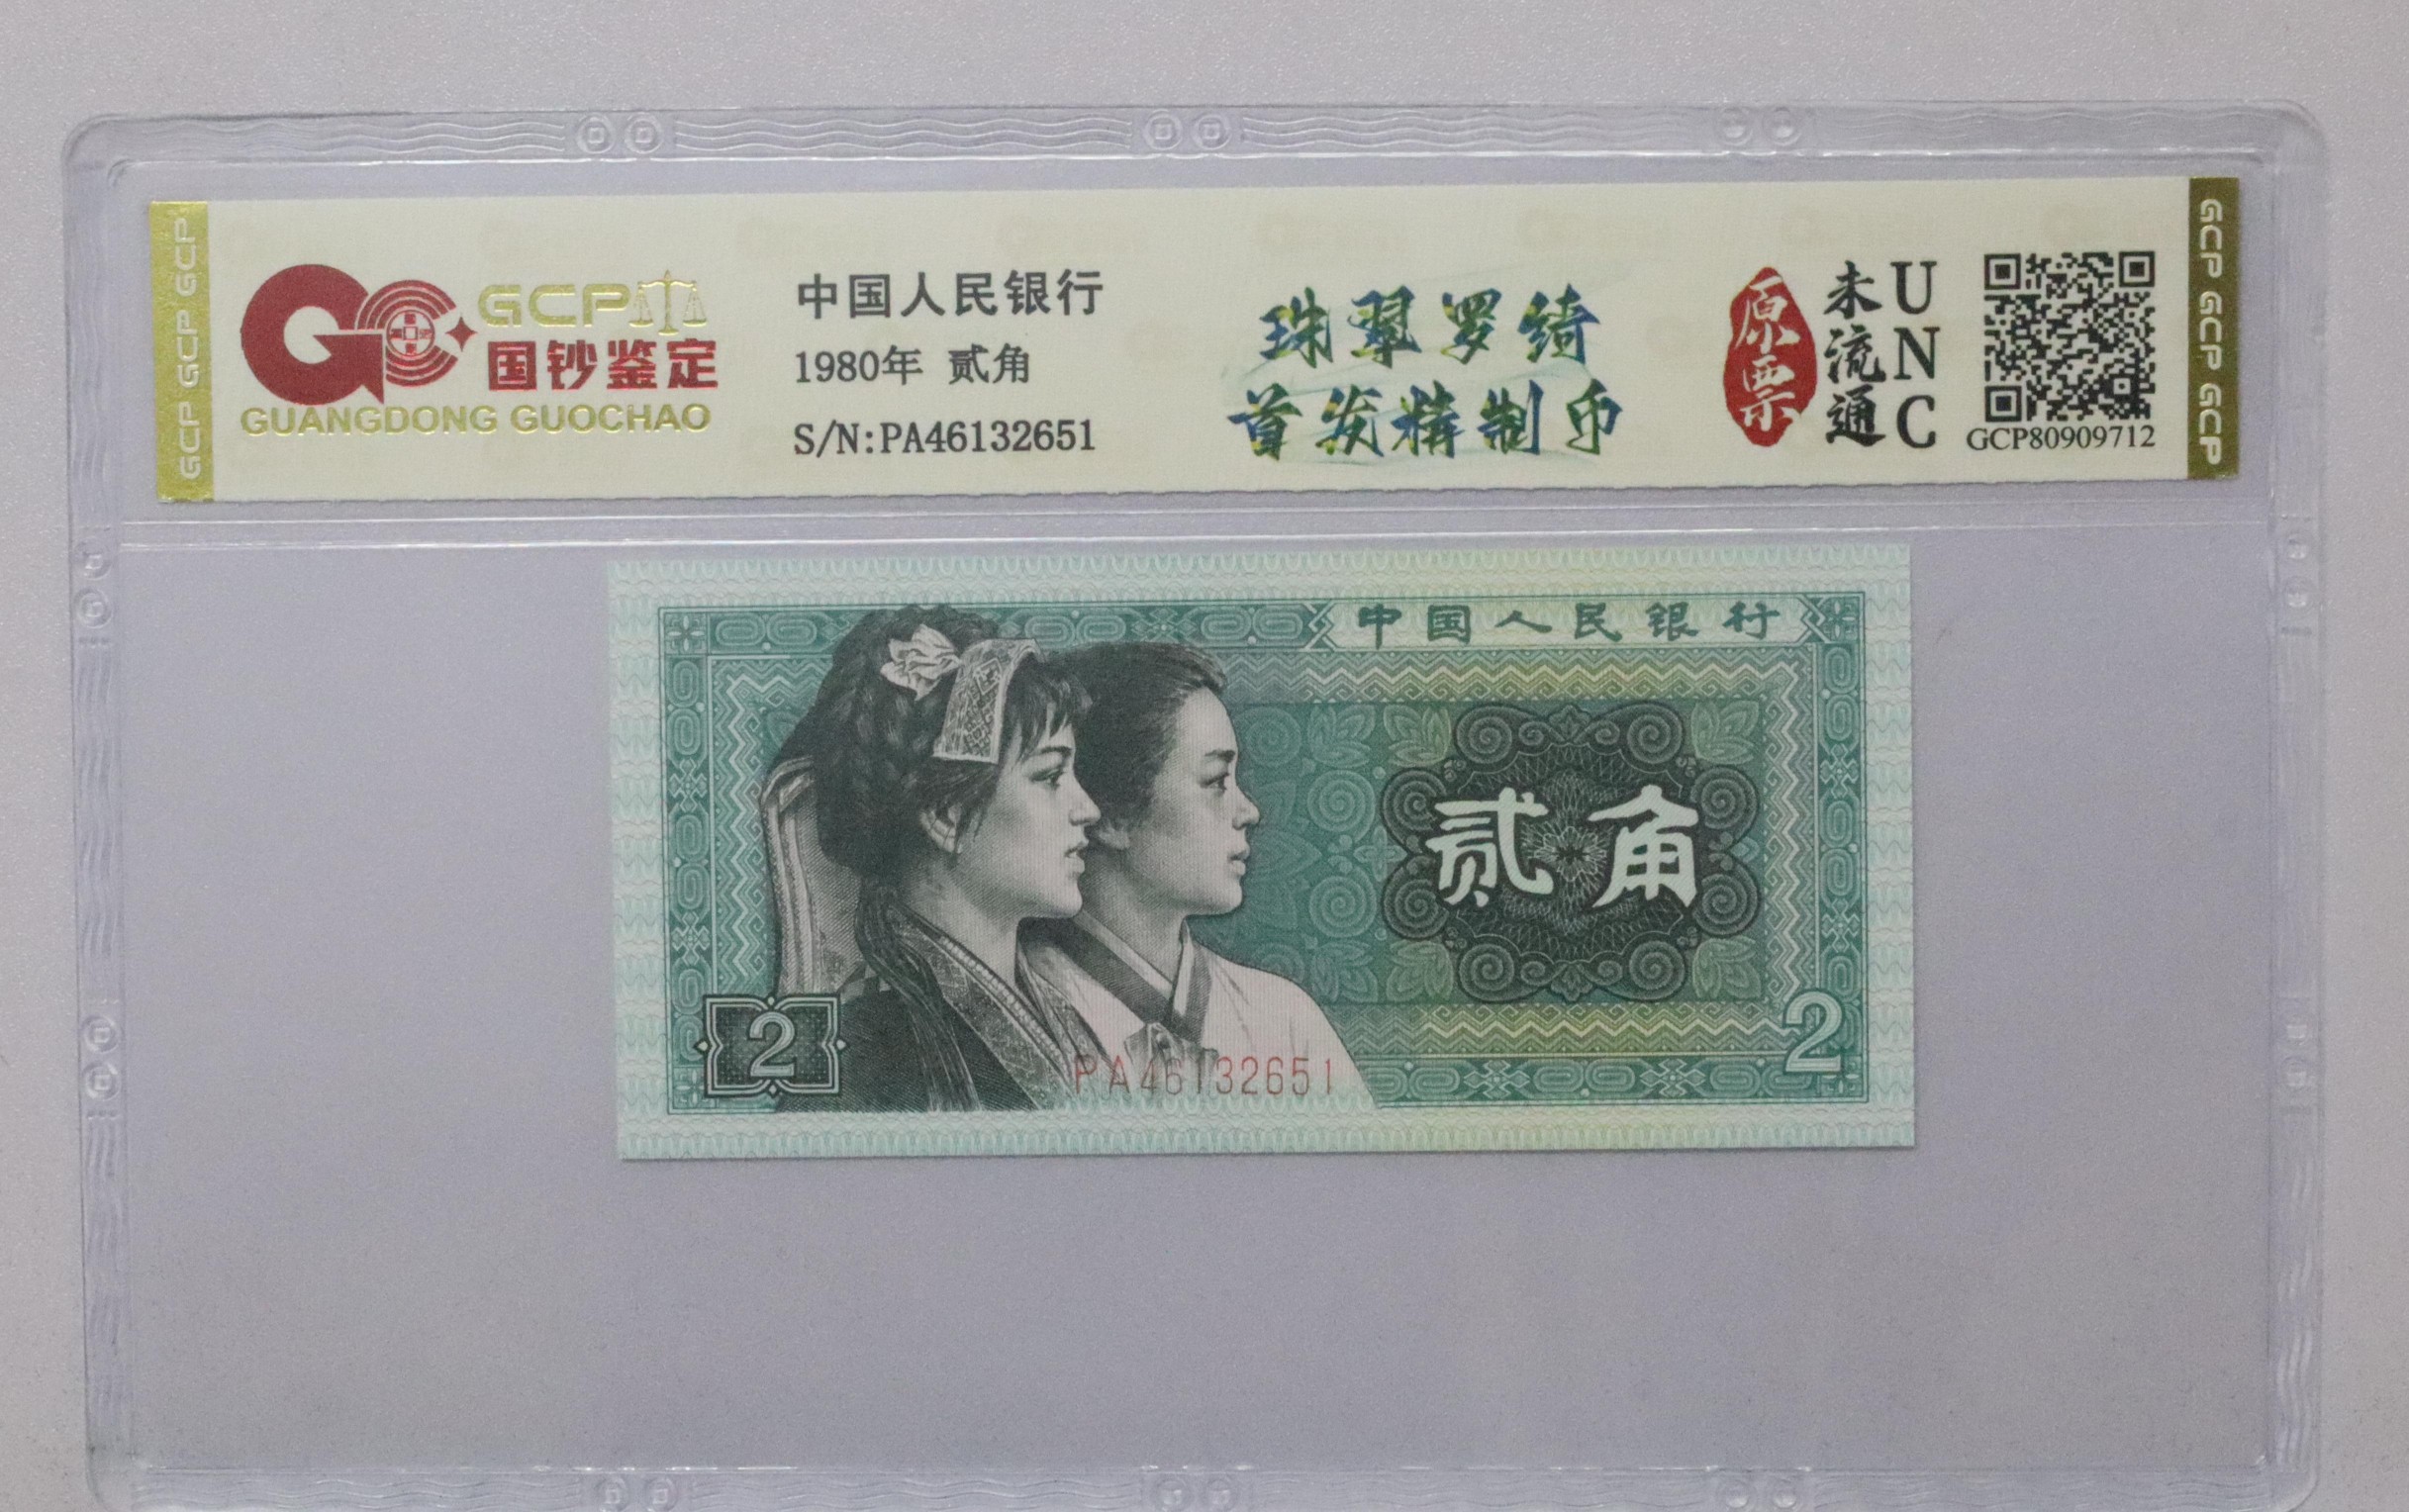 GCP GCP GCP
GCP
国钞鉴定
GUANGDONG GUOCHAO
中国人民银行
1980年 贰角
S/N:PA46132651
珠翠罗绮
首发精制币
原票
未流通
UNC
GCP80909712
GCP GCP GCP
中国人民银行
贰角
2
2
PA46132651